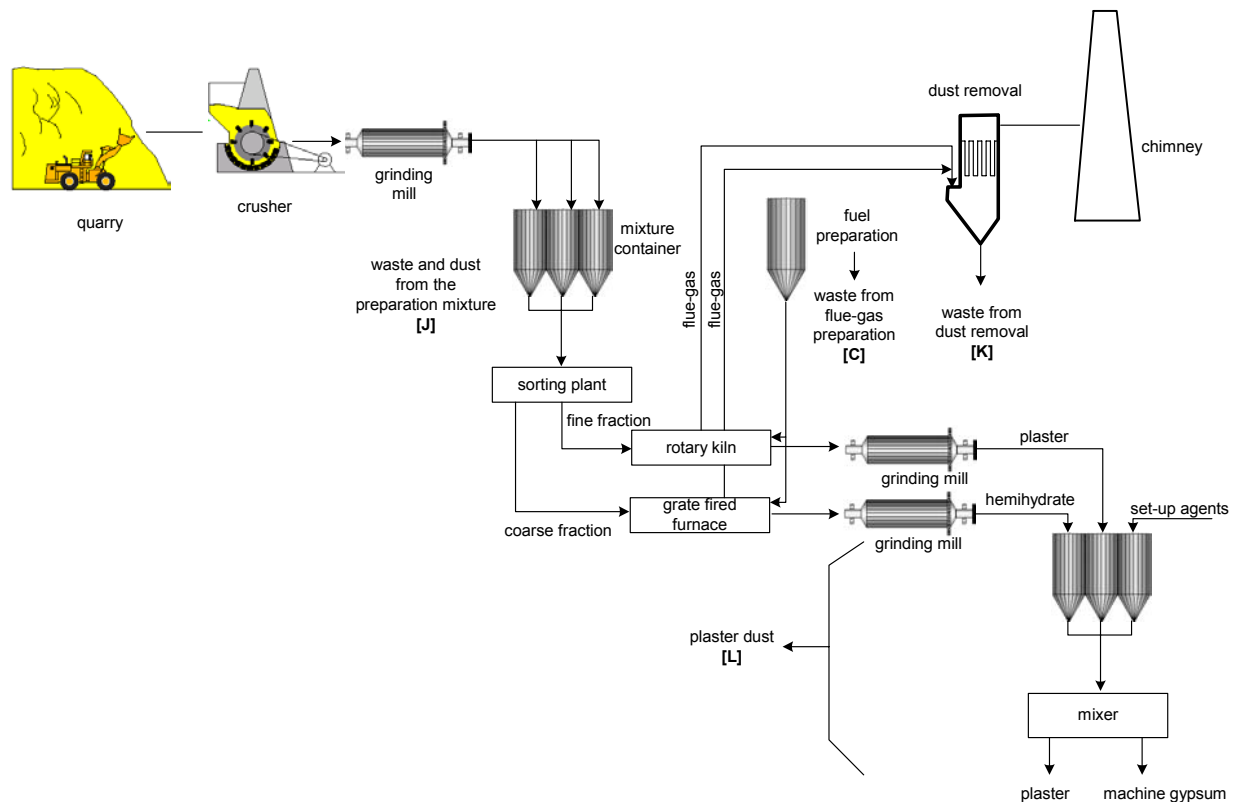 quarry
crusher
grinding
mill
mixture
container
waste and dust
from the
preparation mixture
[J]
flue-gas
flue-gas
fuel
preparation
waste from
flue-gas
preparation
[C]
dust removal
chimney
waste from
dust removal
[K]
sorting plant
fine fraction
coarse fraction
rotary kiln
grate fired
furnace
grinding mill
plaster
grinding mill
hemihydrate
set-up agents
plaster dust
[L]
mixer
plaster
machine gypsum